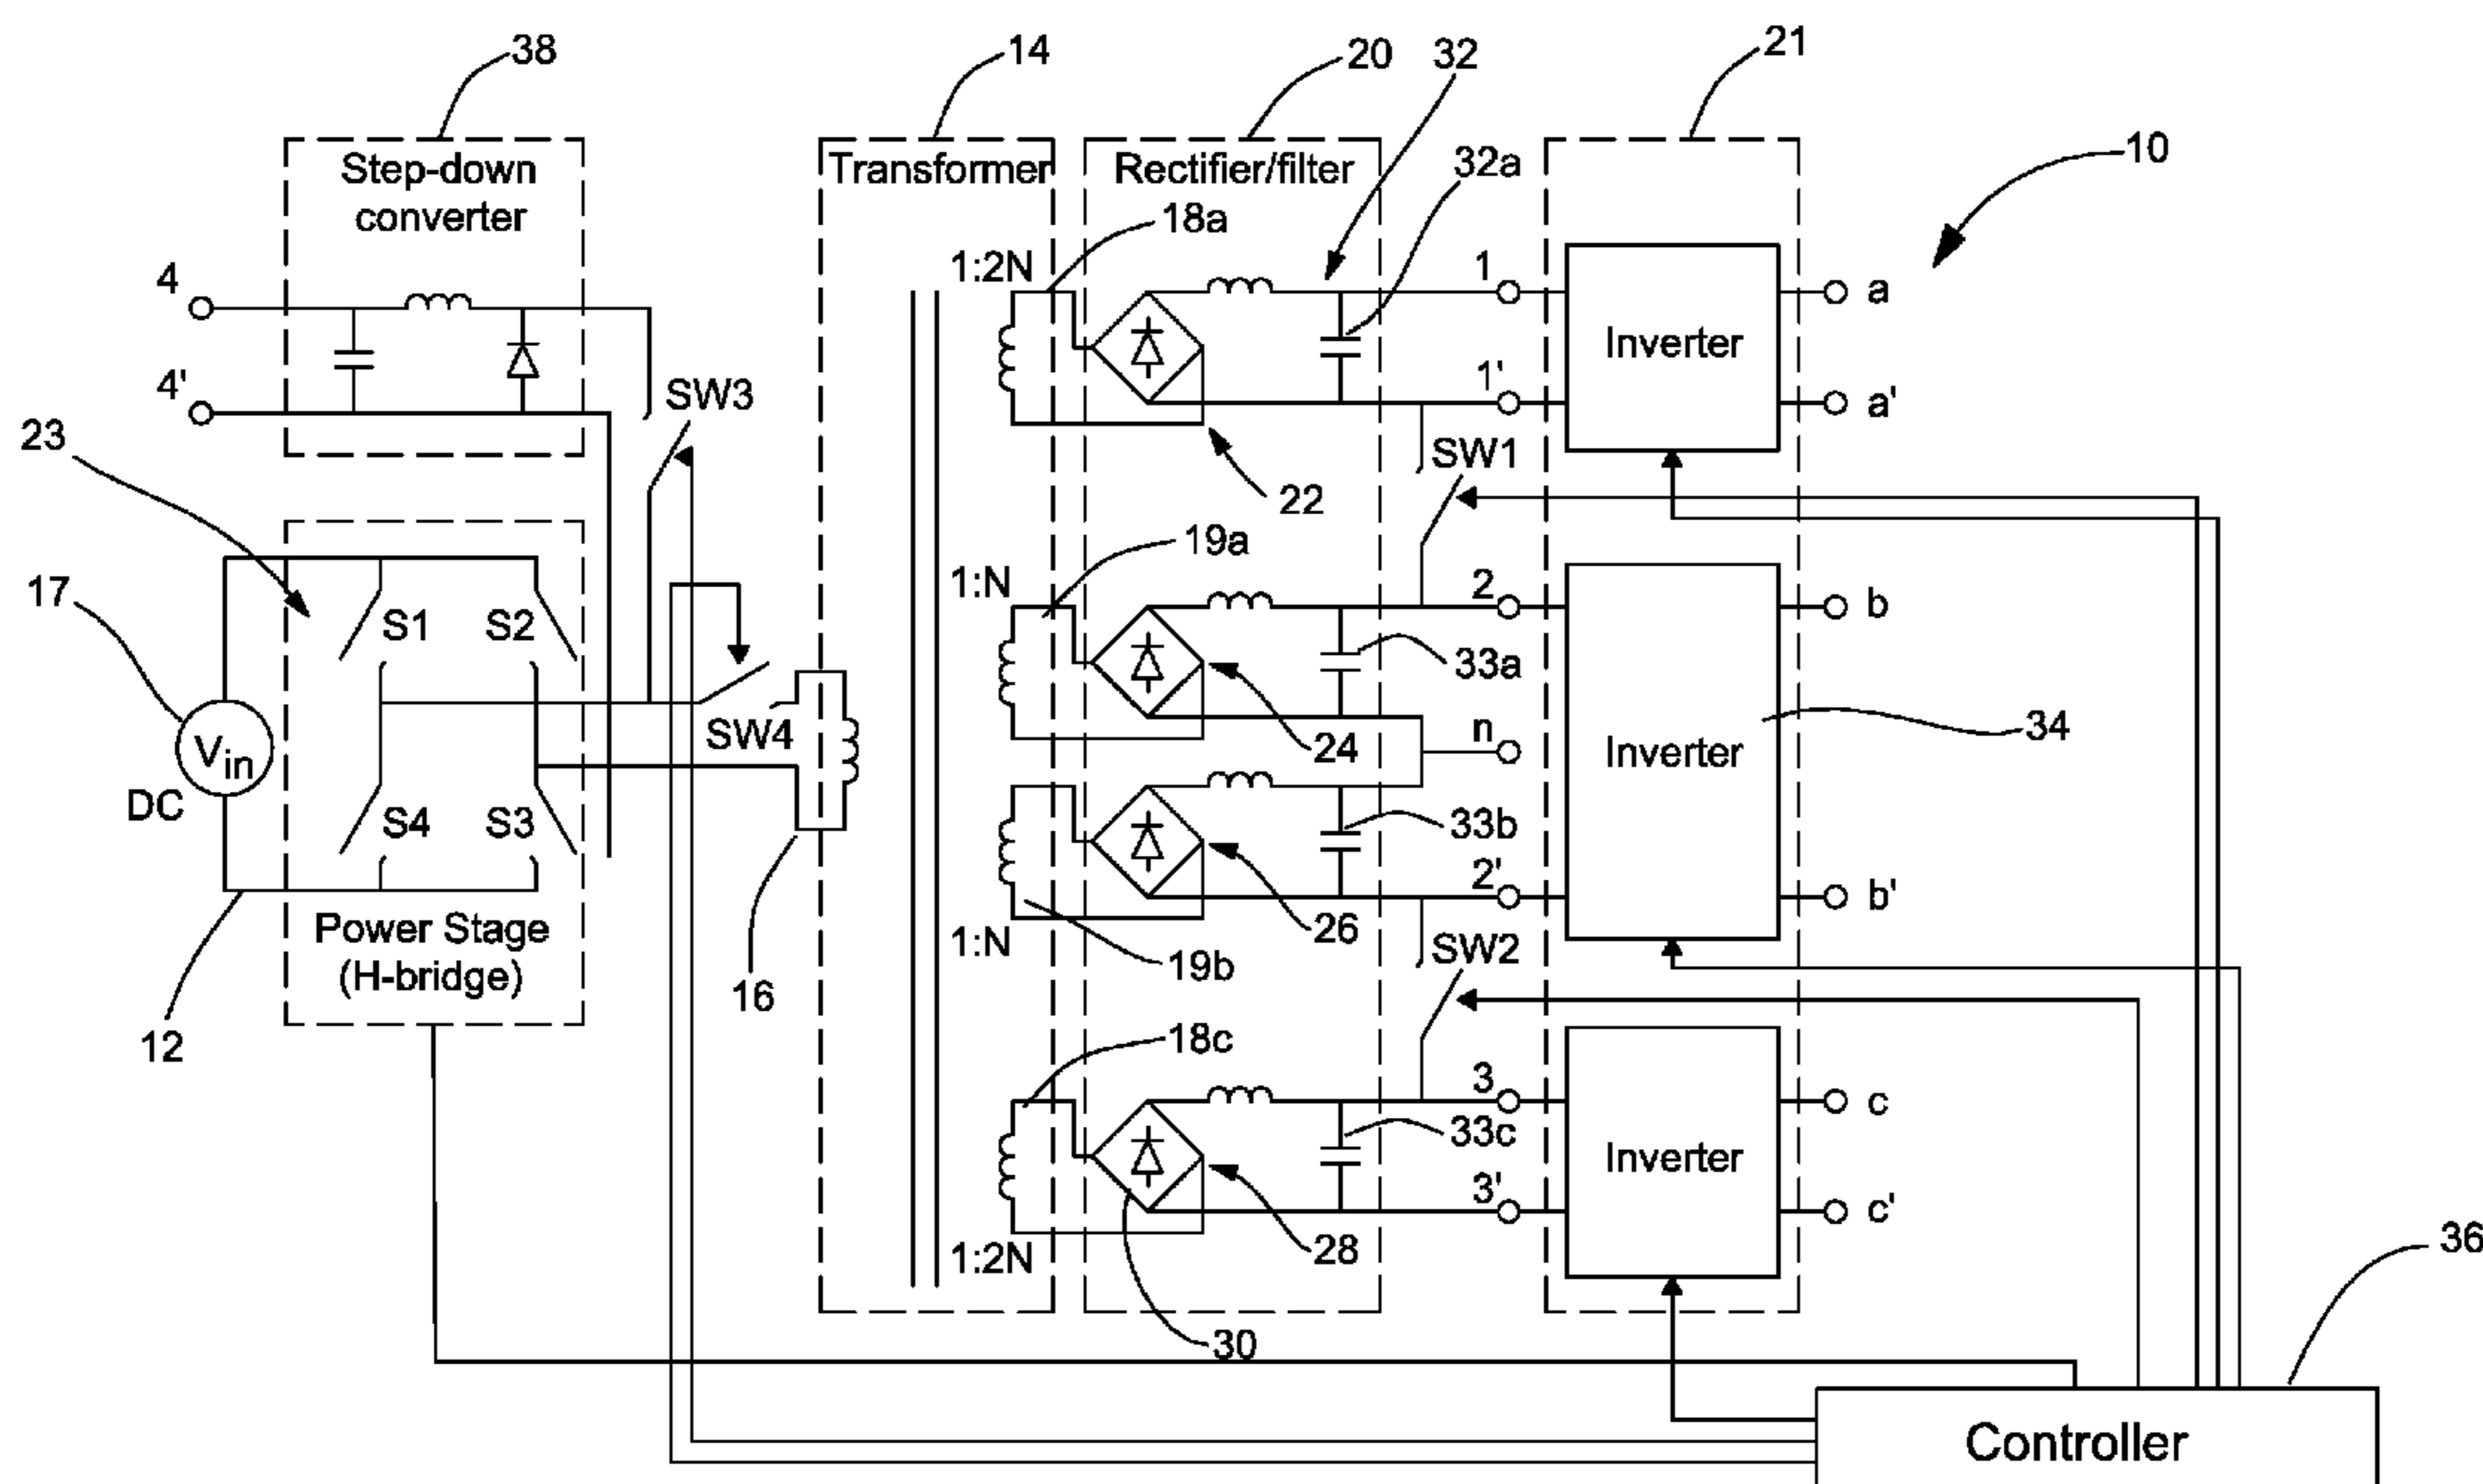 38
14
20
32
21
10
Step-down
converter
Transformer
Rectifier/filter
32a
18a
4
4'
1:2N
1
1'
Inverter
a
a'
SW3
SW1
22
23
17
S1
S2
19a
1:N
2
b
33a
SW4
n
24
34
Vin
DC
Inverter
S4
S3
33b
2'
b'
Power Stage
(H-bridge)
1:N
26
SW2
19b
16
12
18c
3
c
33c
Inverter
3'
c'
1:2N
28
36
30
Controller